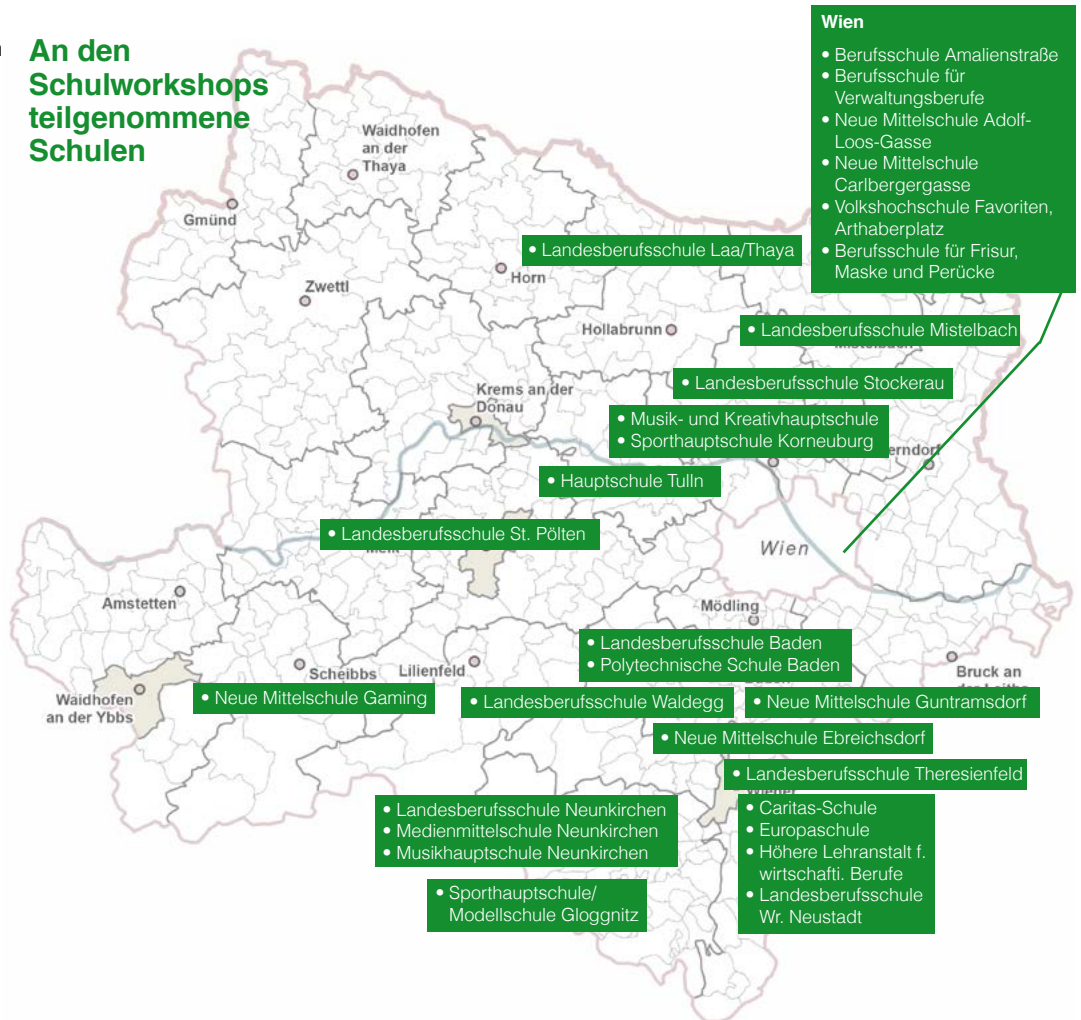 An den
Schulworkshops
teilgenommene
Schulen
Wien
• Berufsschule Amalienstraße
• Berufsschule für
Verwaltungsberufe
• Neue Mittelschule Adolf-
Loos-Gasse
• Neue Mittelschule
Carlbergergasse
• Volkshochschule Favoriten,
Arthaberplatz
• Berufsschule für Frisur,
Maske und Perücke
Waidhofen
an der
Thaya
Gmünd
• Landesberufsschule Laa/Thaya
Horn
Zwettl
Hollabrunn
• Landesberufsschule Mistelbach
• Landesberufsschule Stockerau
Krems an der
Donau
• Musik- und Kreativhauptschule
• Sporthauptschule Korneuburg
erndorf
• Hauptschule Tulln
• Landesberufsschule St. Pölten
Wien
Amstetten
Mödling
• Landesberufsschule Baden
• Polytechnische Schule Baden
Scheibbs
Lilienfeld
Bruck an
Waidhofen
an der Ybbs
• Neue Mittelschule Gaming
• Landesberufsschule Waldegg
• Neue Mittelschule Guntramsdorf
• Neue Mittelschule Ebreichsdorf
• Landesberufsschule Theresienfeld
• Landesberufsschule Neunkirchen
• Medienmittelschule Neunkirchen
• Musikhauptschule Neunkirchen
• Caritas-Schule
• Europaschule
• Höhere Lehranstalt f.
wirtschaftl. Berufe
• Landesberufsschule
Wr. Neustadt
• Sporthauptschule/
Modellschule Gloggnitz